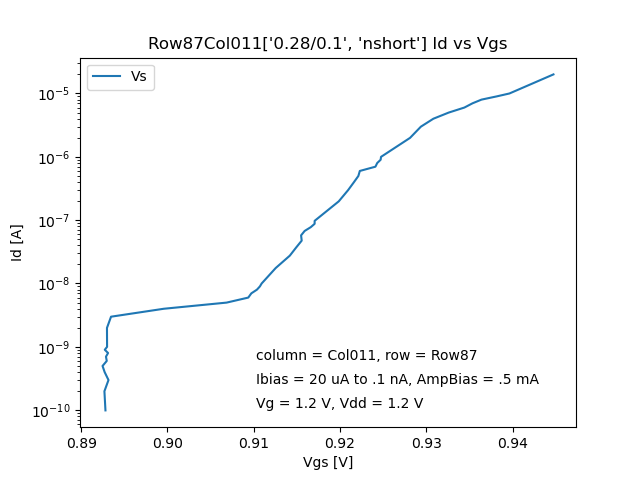 Row87Col011['0.28/0.1', 'nshort'] Id vs Vgs
Vs
Id [A]
10⁻⁵
10⁻⁶
10⁻⁷
10⁻⁸
10⁻⁹
10⁻¹⁰
column = Col011, row = Row87
Ibias = 20 uA to .1 nA, AmpBias = .5 mA
Vg = 1.2 V, Vdd = 1.2 V
0.89 0.90 0.91 0.92 0.93 0.94
Vgs [V]